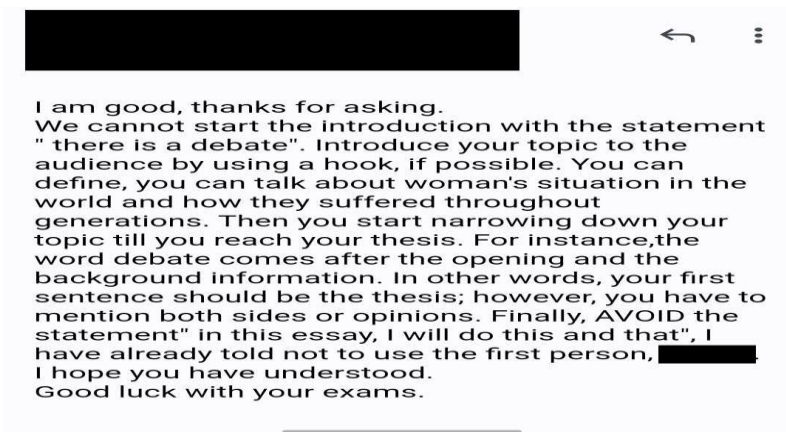 I am good, thanks for asking.
We cannot start the introduction with the statement
" there is a debate". Introduce your topic to the
audience by using a hook, if possible. You can
define, you can talk about woman's situation in the
world and how they suffered throughout
generations. Then you start narrowing down your
topic till you reach your thesis. For instance,the
word debate comes after the opening and the
background information. In other words, your first
sentence should be the thesis; however, you have to
mention both sides or opinions. Finally, AVOID the
statement" in this essay, I will do this and that", I
have already told not to use the first person, .
I hope you have understood.
Good luck with your exams.